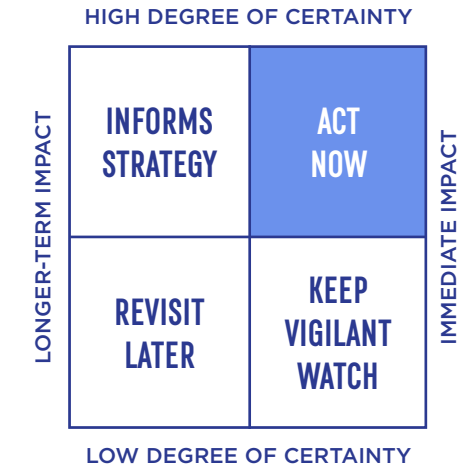 HIGH DEGREE OF CERTAINTY
LONGER-TERM IMPACT
INFORMS
STRATEGY
ACT
NOW
IMMEDIATE IMPACT
REVISIT
LATER
KEEP
VIGILANT
WATCH
LOW DEGREE OF CERTAINTY